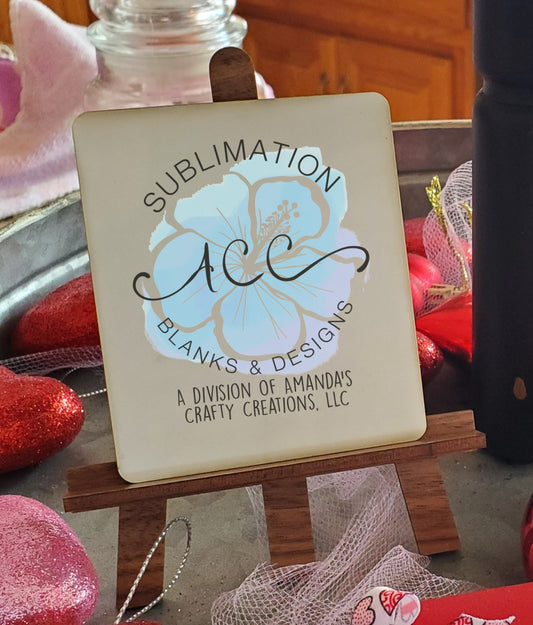 SUBLIMATION
ACC
BLANKS & DESIGNS
A DIVISION OF AMANDA'S
CRAFTY CREATIONS, LLC